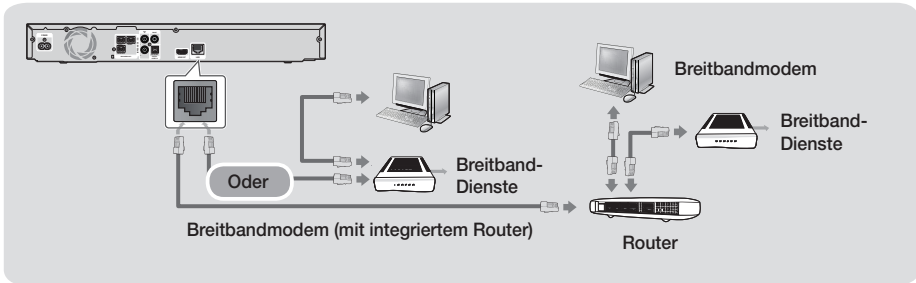 Breitbandmodem
Breitband-
Dienste
Oder
Breitband-
Dienste
Breitbandmodem (mit integriertem Router)
Router